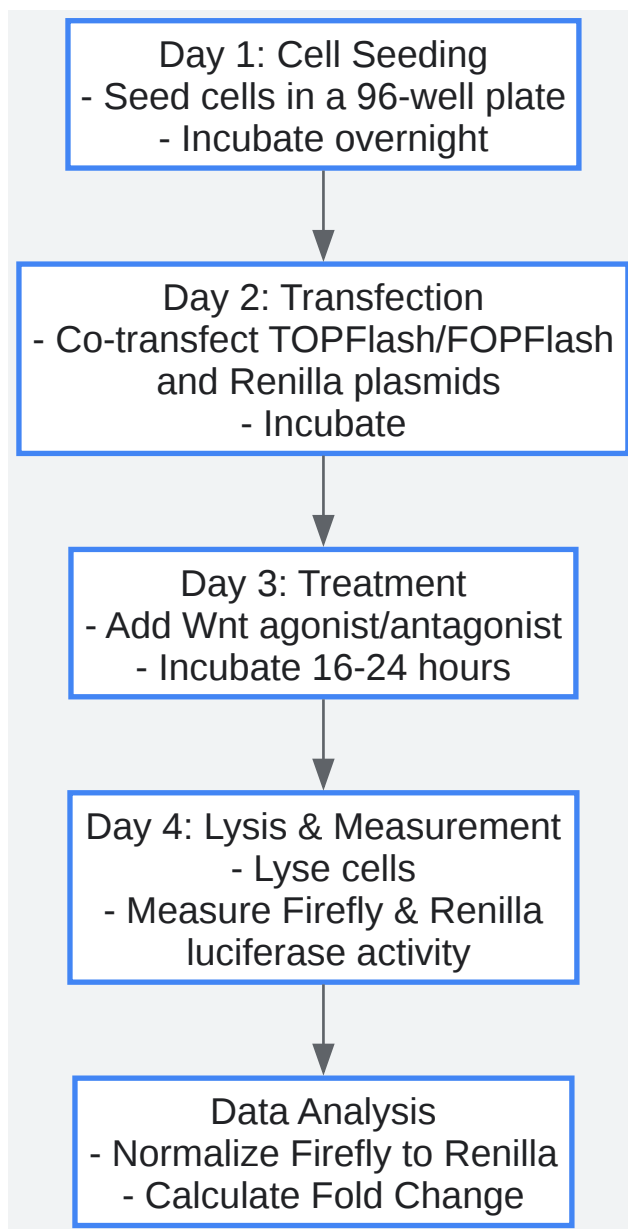 Day 1: Cell Seeding
- Seed cells in a 96-well plate
- Incubate overnight
Day 2: Transfection
- Co-transfect TOPFlash/FOPFlash
and Renilla plasmids
- Incubate
Day 3: Treatment
- Add Wnt agonist/antagonist
- Incubate 16-24 hours
Day 4: Lysis & Measurement
- Lyse cells
- Measure Firefly & Renilla
luciferase activity
Data Analysis
- Normalize Firefly to Renilla
- Calculate Fold Change